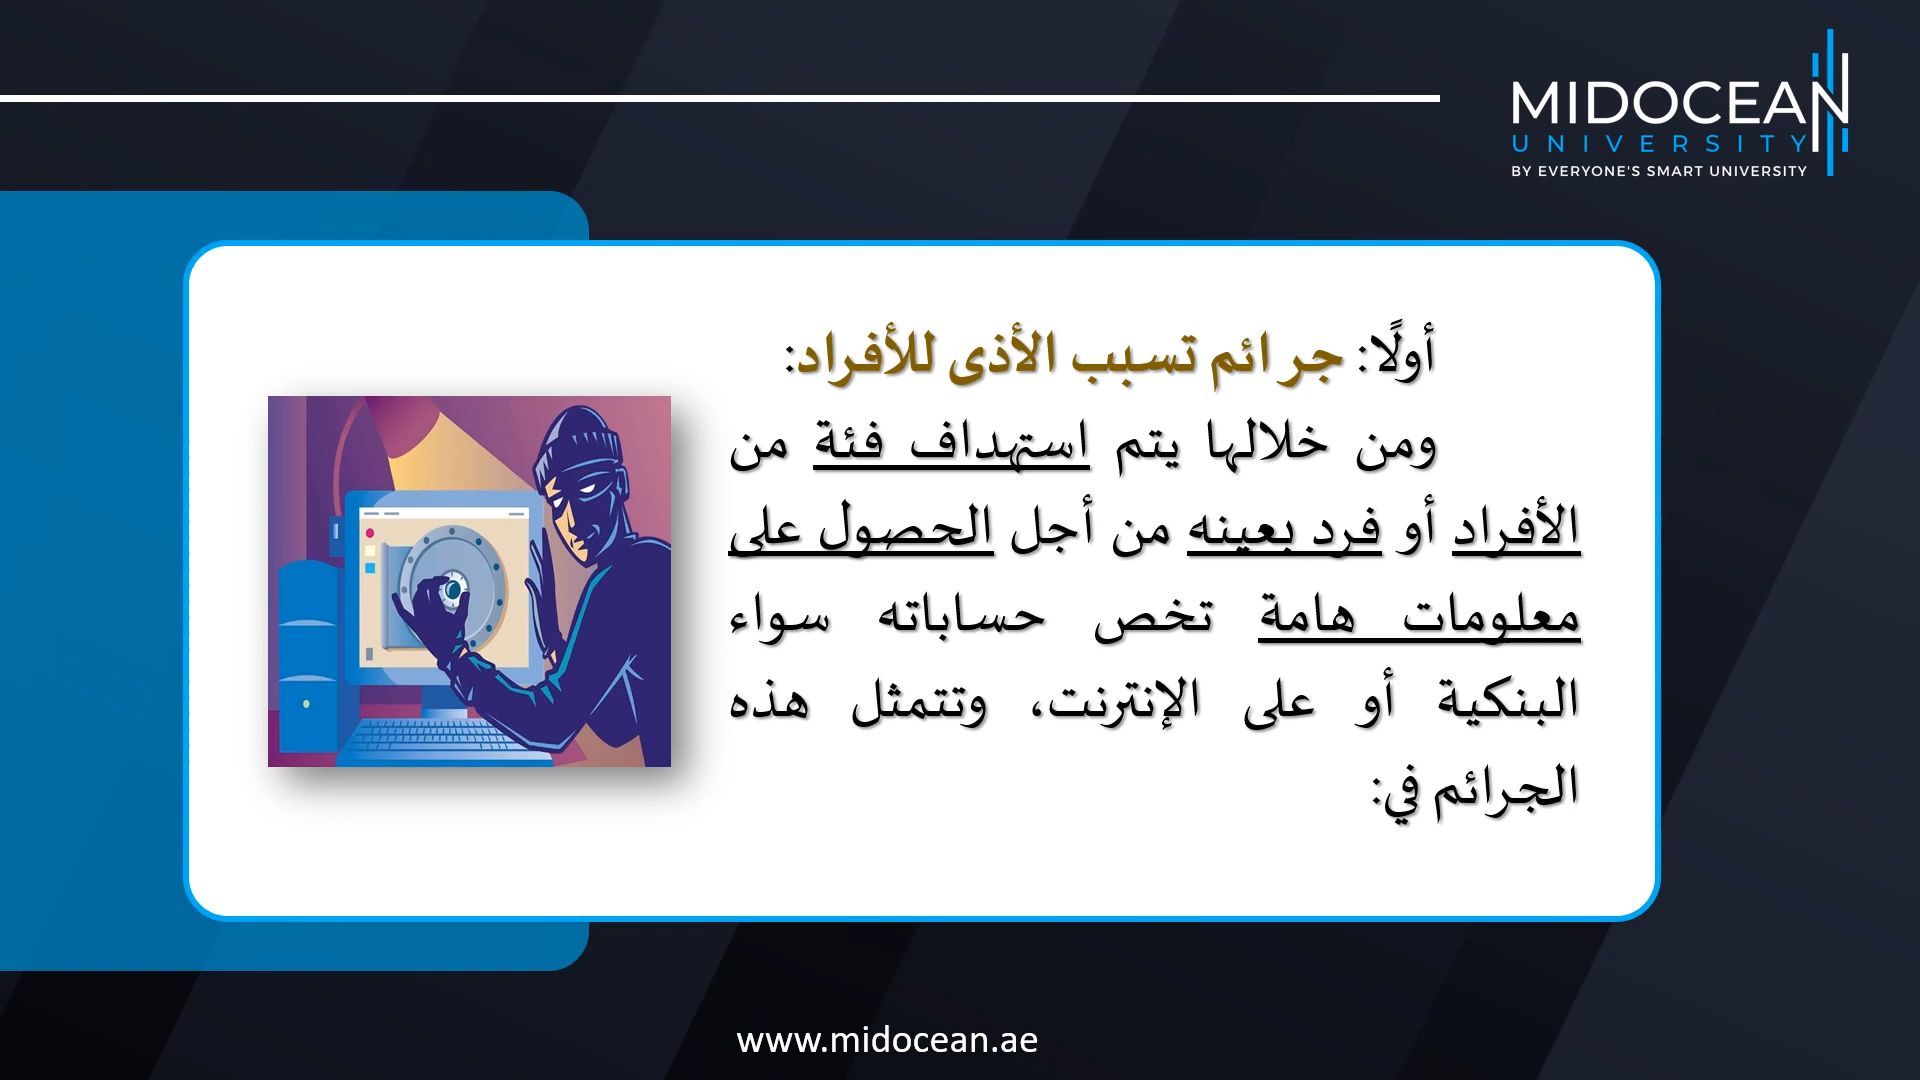 MIDOCEAN
UNIVERSITY
BY EVERYONE'S SMART UNIVERSITY
أولًا: جرائم تسبب الأذى للأفراد:
ومن خلالها يتم استهداف فئة من
الأفراد أو فرد بعينه من أجل الحصول على
معلومات هامة تخص حساباته سواء
البنكية أو على الإنترنت، وتتمثل هذه
الجرائم في:
www.midocean.ae